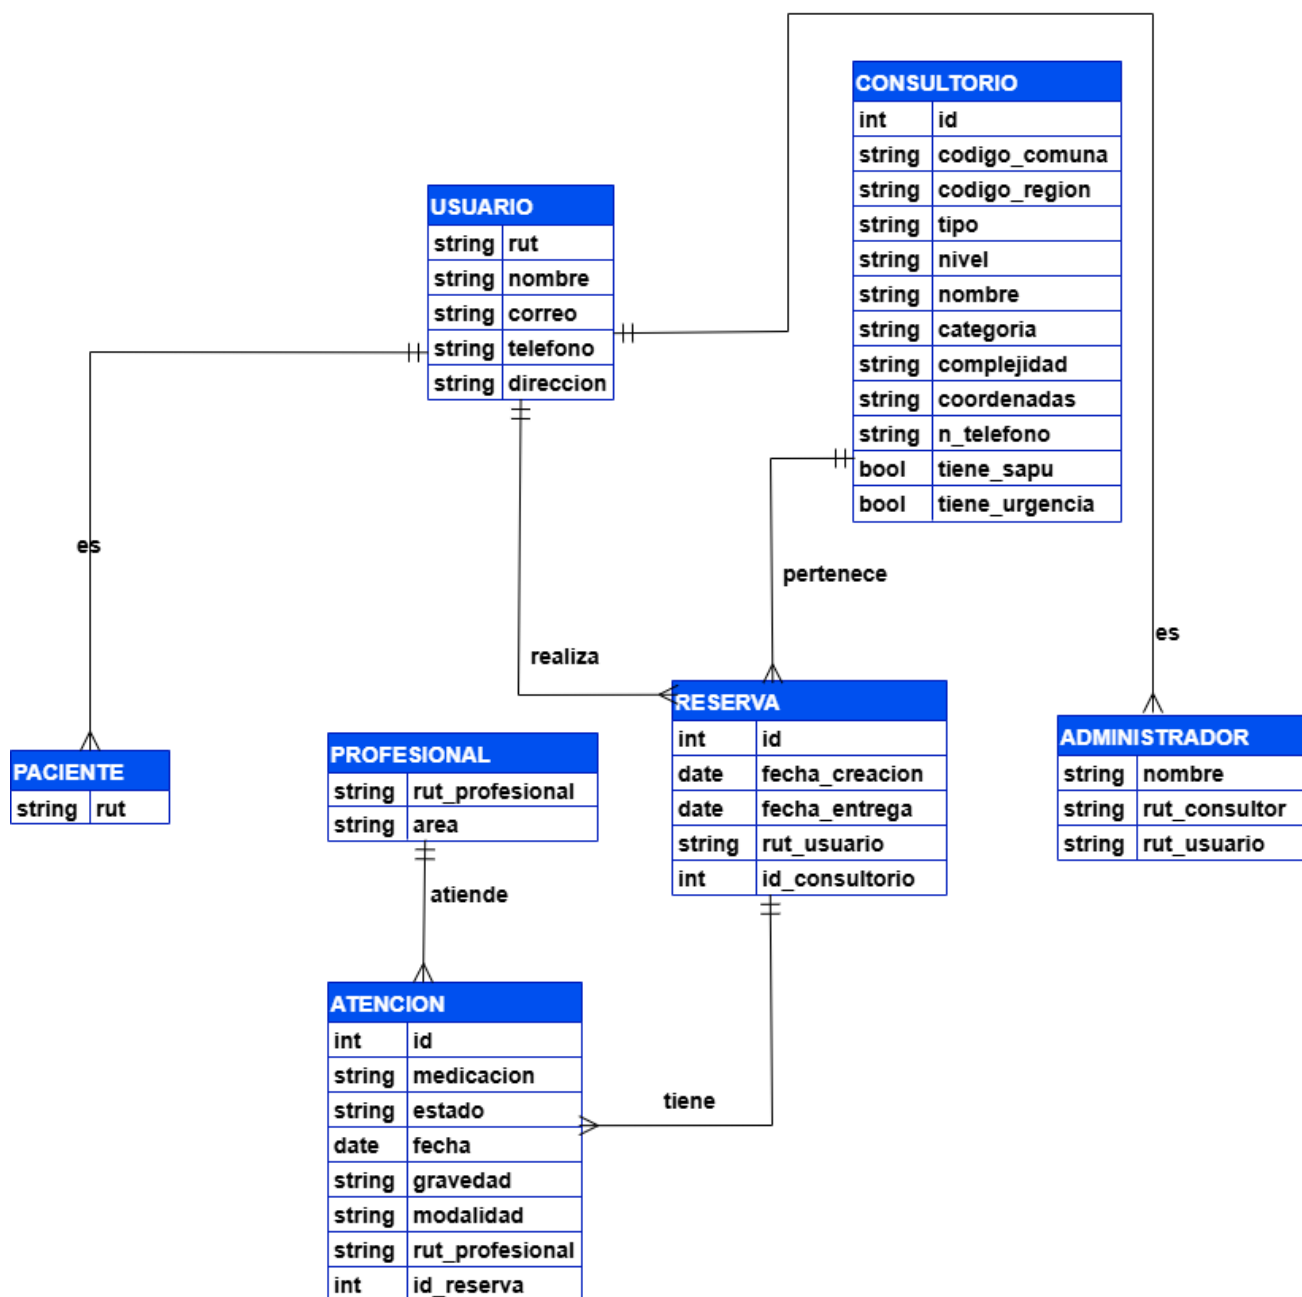 CONSULTORIO
int id
string codigo_comuna
string codigo_region
string tipo
string nivel
string nombre
string categoria
string complejidad
string coordenadas
string n_telefono
bool tiene_sapu
bool tiene_urgencia
USUARIO
string rut
string nombre
string correo
string telefono
string direccion
es
pertenece
realiza
es
RESERVA
int id
date fecha_creacion
date fecha_entrega
string rut_usuario
int id_consultorio
ADMINISTRADOR
string nombre
string rut_consultor
string rut_usuario
PROFESIONAL
string rut_profesional
string area
PACIENTE
string rut
atiende
ATENCION
int id
string medicacion
string estado
date fecha
string gravedad
string modalidad
string rut_profesional
int id_reserva
tiene